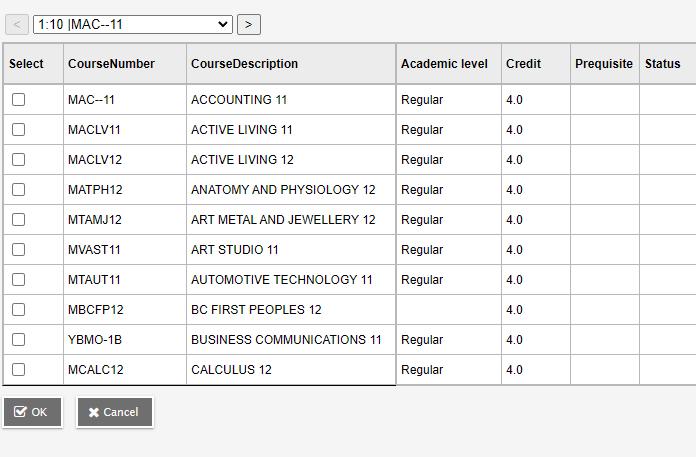 < 1:10 |MAC--11 >
Select CourseNumber CourseDescription Academic level Credit Prequisite Status
MAC--11 ACCOUNTING 11 Regular 4.0
MACLV11 ACTIVE LIVING 11 Regular 4.0
MACLV12 ACTIVE LIVING 12 Regular 4.0
MATPH12 ANATOMY AND PHYSIOLOGY 12 Regular 4.0
MTAMJ12 ART METAL AND JEWELLERY 12 Regular 4.0
MVAST11 ART STUDIO 11 Regular 4.0
MTAUT11 AUTOMOTIVE TECHNOLOGY 11 Regular 4.0
MBCFP12 BC FIRST PEOPLES 12 4.0
YBMO-1B BUSINESS COMMUNICATIONS 11 Regular 4.0
MCALC12 CALCULUS 12 Regular 4.0
OK Cancel